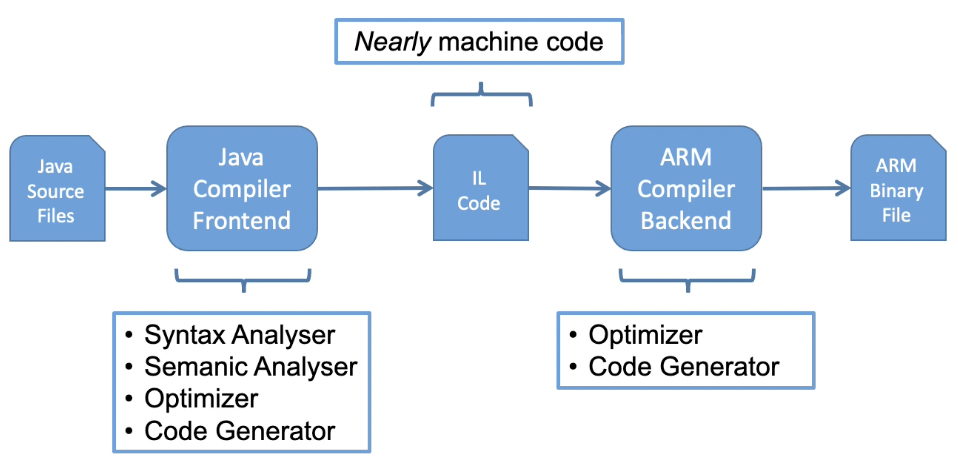 Nearly machine code
Java
Source
Files
Java
Compiler
Frontend
IL
Code
ARM
Compiler
Backend
ARM
Binary
File
• Syntax Analyser
• Semanic Analyser
• Optimizer
• Code Generator
• Optimizer
• Code Generator